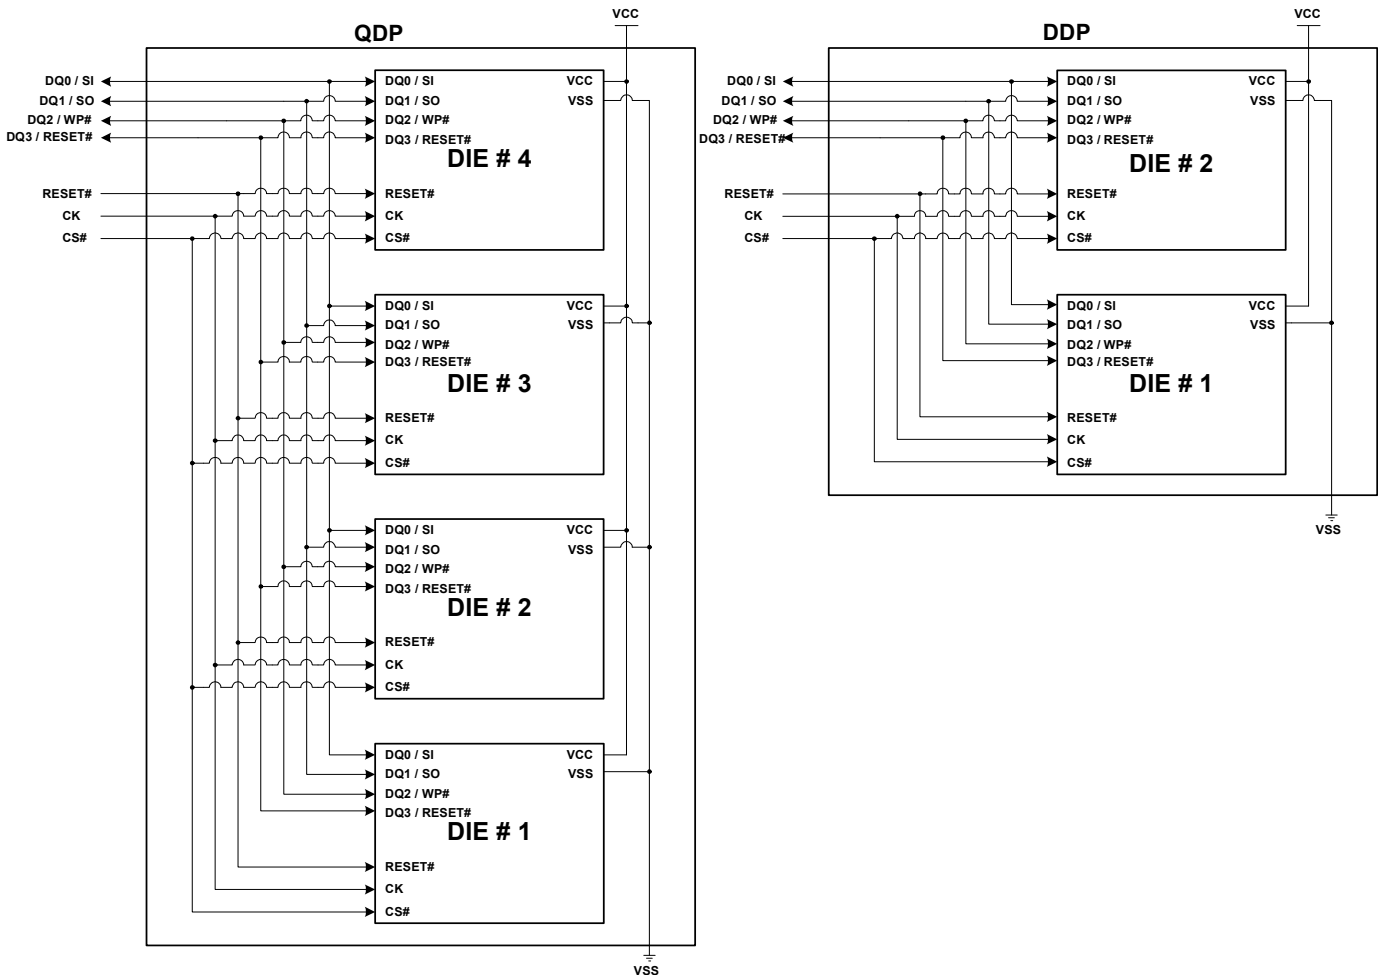 QDP
VCC
DQ0 / SI
DQ1 / SO
DQ2 / WP#
DQ3 / RESET#
RESET#
CK
CS#
DQ0 / SI
DQ1 / SO
DQ2 / WP#
DQ3 / RESET#
DIE # 4
RESET#
CK
CS#
VCC
VSS
DQ0 / SI
DQ1 / SO
DQ2 / WP#
DQ3 / RESET#
DIE # 3
RESET#
CK
CS#
VCC
VSS
DQ0 / SI
DQ1 / SO
DQ2 / WP#
DQ3 / RESET#
DIE # 2
RESET#
CK
CS#
VCC
VSS
DQ0 / SI
DQ1 / SO
DQ2 / WP#
DQ3 / RESET#
DIE # 1
RESET#
CK
CS#
VCC
VSS
VSS
DDP
VCC
DQ0 / SI
DQ1 / SO
DQ2 / WP#
DQ3 / RESET#
RESET#
CK
CS#
DQ0 / SI
DQ1 / SO
DQ2 / WP#
DQ3 / RESET#
DIE # 2
RESET#
CK
CS#
VCC
VSS
DQ0 / SI
DQ1 / SO
DQ2 / WP#
DQ3 / RESET#
DIE # 1
RESET#
CK
CS#
VCC
VSS
VSS